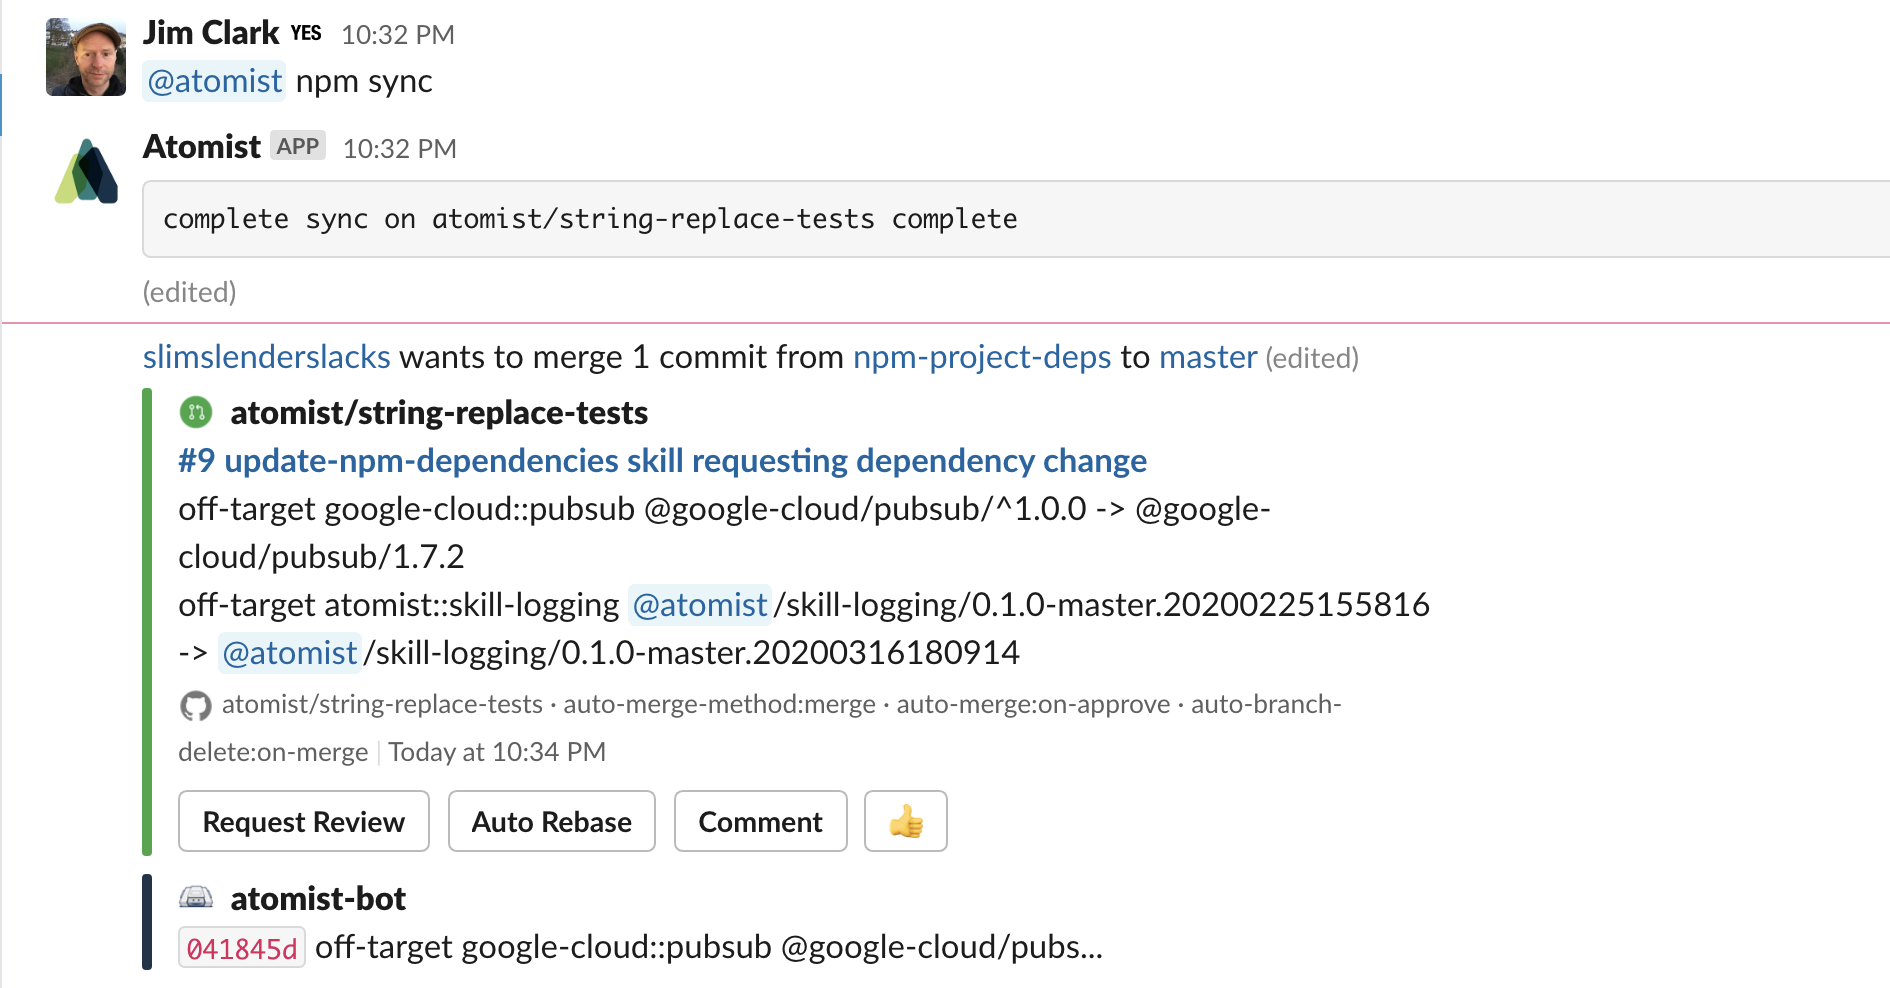 Jim Clark YES 10:32 PM
@atomist npm sync
Atomist APP 10:32 PM
complete sync on atomist/string-replace-tests complete
(edited)
slimslenderslacks wants to merge 1 commit from npm-project-deps to master (edited)
atomist/string-replace-tests
#9 update-npm-dependencies skill requesting dependency change
off-target google-cloud::pubsub @google-cloud/pubsub/^1.0.0 -> @google-
cloud/pubsub/1.7.2
off-target atomist::skill-logging @atomist/skill-logging/0.1.0-master.20200225155816
-> @atomist/skill-logging/0.1.0-master.20200316180914
atomist/string-replace-tests · auto-merge-method:merge · auto-merge:on-approve · auto-branch-
delete:on-merge | Today at 10:34 PM
Request Review Auto Rebase Comment 👍
atomist-bot
041845d off-target google-cloud::pubsub @google-cloud/pubs...